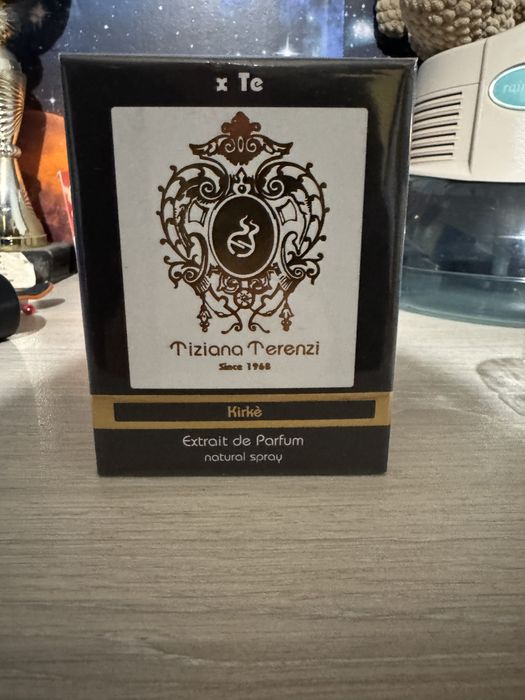 x Te
Tiziana Terenzi
Since 1968
Kirkè
Extrait de Parfum
natural spray